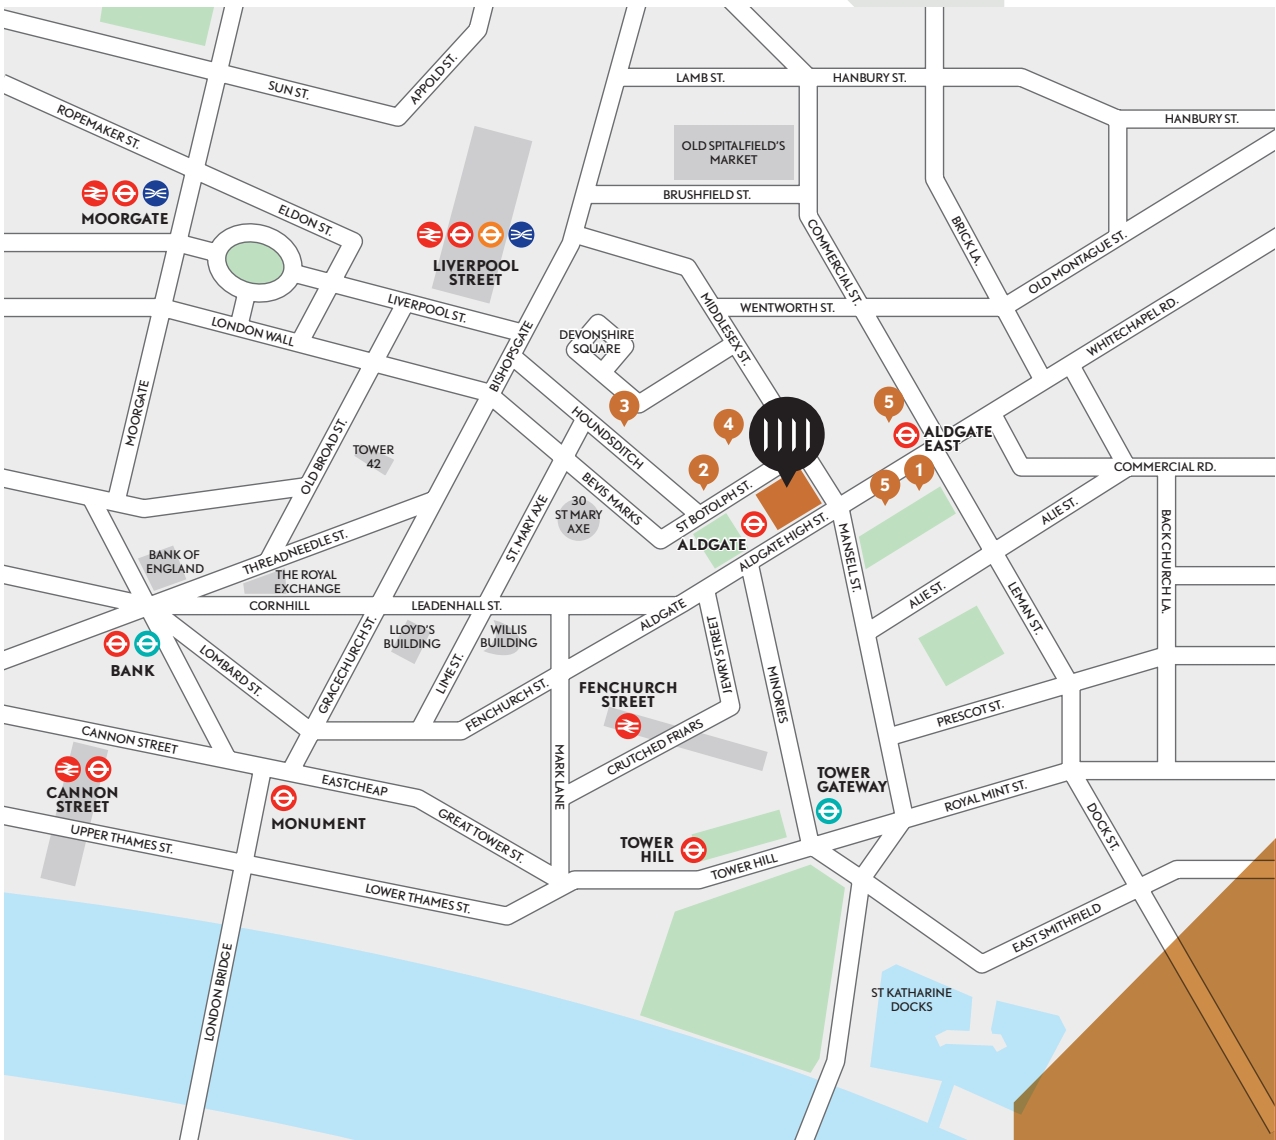 LAMB ST.
HANBURY ST.
SUN ST.
APPOLD ST.
HANBURY ST.
ROPEMAKER ST.
OLD SPITALFIELD'S
MARKET
BRUSHFIELD ST.
MOORGATE
ELDON ST.
LIVERPOOL
STREET
COMMERCIAL ST.
BRICK LA.
OLD MONTAGUE ST.
LIVERPOOL ST.
LONDON WALL
BISHOPSGATE
DEVONSHIRE
SQUARE
MIDDLESEX ST.
WENTWORTH ST.
WHITECHAPEL RD.
MOORGATE
OLD BROAD ST.
TOWER
42
HOUNDSDITCH
3
4
5
ALDGATE
EAST
2
1
5
COMMERCIAL RD.
BEVIS MARKS
30
ST MARY
AXE
ST. MARY AXE
ST BOTOLPH ST.
ALDGATE
ALDGATE HIGH ST.
MANSELL ST.
ALIE ST.
BACK CHURCH LA.
BANK OF
ENGLAND
THREADNEEDLE ST.
THE ROYAL
EXCHANGE
CORNHILL
LEADENHALL ST.
ALDGATE
ALIE ST.
LEMAN ST.
BANK
LOMBARD ST.
GRACECHURCH ST.
LLOYD'S
BUILDING
LIME ST.
WILLIS
BUILDING
FENCHURCH ST.
JEWRY STREET
MINORIES
FENCHURCH
STREET
CRUTCHED FRIARS
MARK LANE
PRESCOT ST.
CANNON STREET
CANNON
STREET
EASTCHEAP
MONUMENT
GREAT TOWER ST.
TOWER
GATEWAY
ROYAL MINT ST.
DOCK ST.
UPPER THAMES ST.
TOWER
HILL
TOWER HILL
LOWER THAMES ST.
EAST SMITHFIELD
LONDON BRIDGE
ST KATHARINE
DOCKS